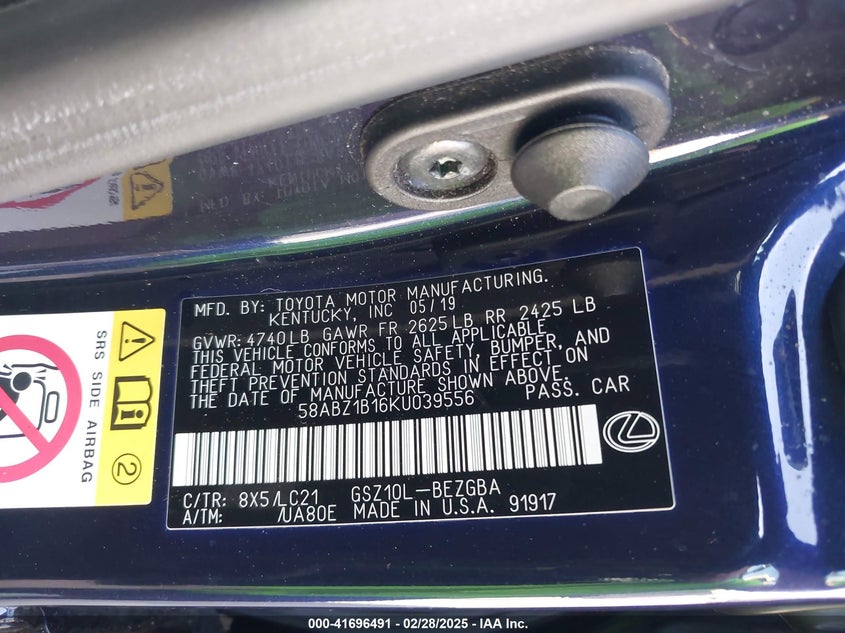 MFD. BY: TOYOTA MOTOR MANUFACTURING.
KENTUCKY, INC 05/19
GVWR: 4740LB GAWR FR 2625LB RR 2425 LB
THIS VEHICLE CONFORMS TO ALL APPLICABLE
FEDERAL MOTOR VEHICLE SAFETY, BUMPER, AND
THEFT PREVENTION STANDARDS IN EFFECT ON
THE DATE OF MANUFACTURE SHOWN ABOVE.
58ABZ1B16KU039556 PASS. CAR
C/TR: 8X5/LC21 GSZ10L-BEZGBA
A/TM: /UA80E MADE IN U.S.A. 91917
SRS SIDE AIRBAG
2
000-41696491 - 02/28/2025 - IAA Inc.